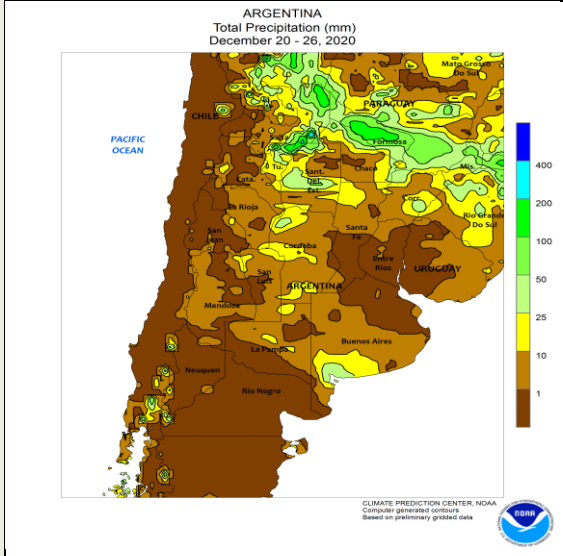 ARGENTINA
Total Precipitation (mm)
December 20 - 26, 2020
Mato Grosso
Do Sul
PARAGUAY
CHILE
PACIFIC
OCEAN
Salta
Formosa
Tu.
Sant.
Del
Est.
Chaco
Mis.
Cata.
La Rioja
Corr.
Rio Grande
Do Sul
San
Juan
Santa
Fe
Cordoba
Entre
Rios
URUGUAY
San
Luis
ARGENTINA
Mendoza
Buenos Aires
La Pampa
Neuquen
Rio Negro
400
200
100
50
25
10
1
CLIMATE PREDICTION CENTER, NOAA
Computer generated contours
Based on preliminary gridded data
NOAA